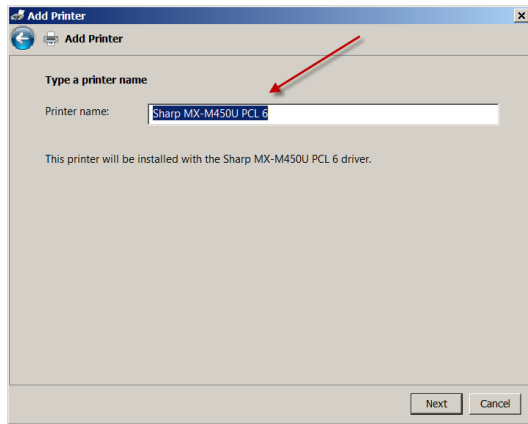 Add Printer
Add Printer
Type a printer name
Printer name: Sharp MX-M450U PCL 6
This printer will be installed with the Sharp MX-M450U PCL 6 driver.
Next Cancel